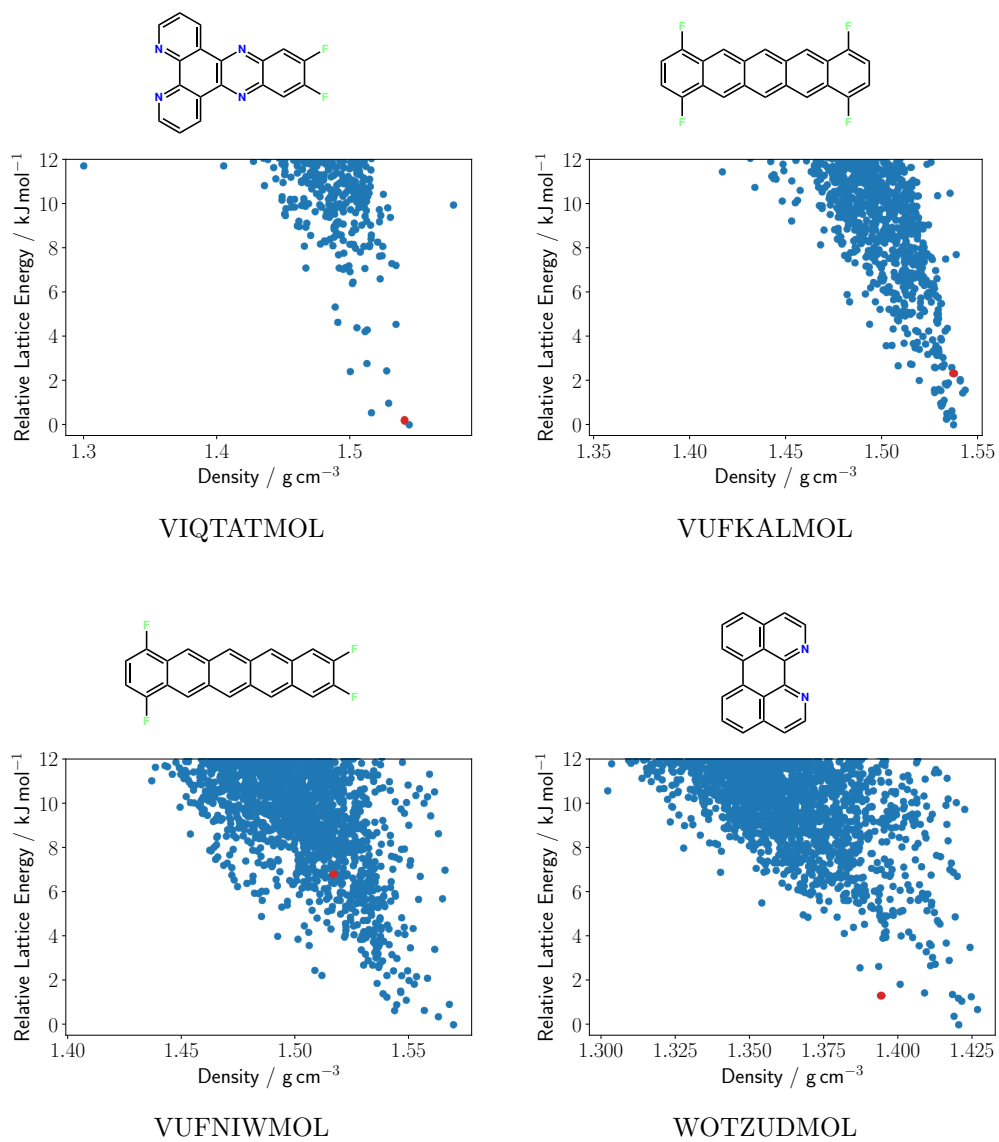 N
N
F
N
N
F
12
10
8
6
4
2
0
Relative Lattice Energy / kJ mol⁻¹
1.3
1.4
1.5
Density / g cm⁻³
VIQTATMOL
F
F
F
F
12
10
8
6
4
2
0
Relative Lattice Energy / kJ mol⁻¹
1.35
1.40
1.45
1.50
1.55
Density / g cm⁻³
VUFKALMOL
F
F
F
F
12
10
8
6
4
2
0
Relative Lattice Energy / kJ mol⁻¹
1.40
1.45
1.50
1.55
Density / g cm⁻³
VUFNIWMOL
N
N
12
10
8
6
4
2
0
Relative Lattice Energy / kJ mol⁻¹
1.300
1.325
1.350
1.375
1.400
1.425
Density / g cm⁻³
WOTZUDMOL